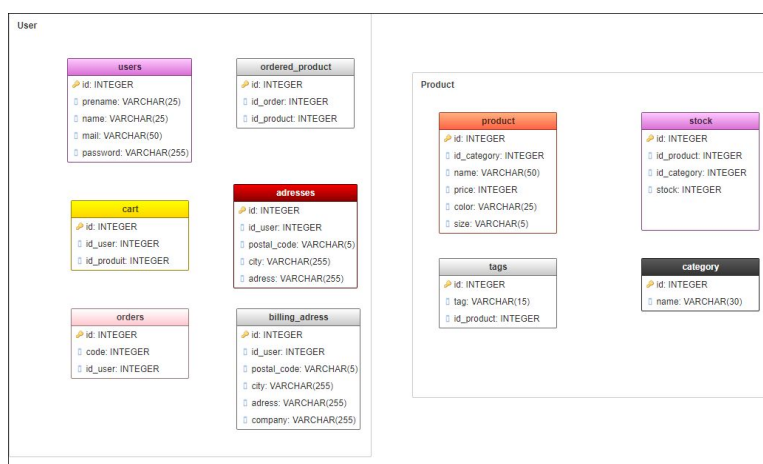 User
users
id: INTEGER
prename: VARCHAR(25)
name: VARCHAR(25)
mail: VARCHAR(50)
password: VARCHAR(255)
ordered_product
id: INTEGER
id_order: INTEGER
id_product: INTEGER
cart
id: INTEGER
id_user: INTEGER
id_produit: INTEGER
adresses
id: INTEGER
id_user: INTEGER
postal_code: VARCHAR(5)
city: VARCHAR(255)
adress: VARCHAR(255)
orders
id: INTEGER
code: INTEGER
id_user: INTEGER
billing_adress
id: INTEGER
id_user: INTEGER
postal_code: VARCHAR(5)
city: VARCHAR(255)
adress: VARCHAR(255)
company: VARCHAR(255)
Product
product
id: INTEGER
id_category: INTEGER
name: VARCHAR(50)
price: INTEGER
color: VARCHAR(25)
size: VARCHAR(5)
stock
id: INTEGER
id_product: INTEGER
id_category: INTEGER
stock: INTEGER
tags
id: INTEGER
tag: VARCHAR(15)
id_product: INTEGER
category
id: INTEGER
name: VARCHAR(30)